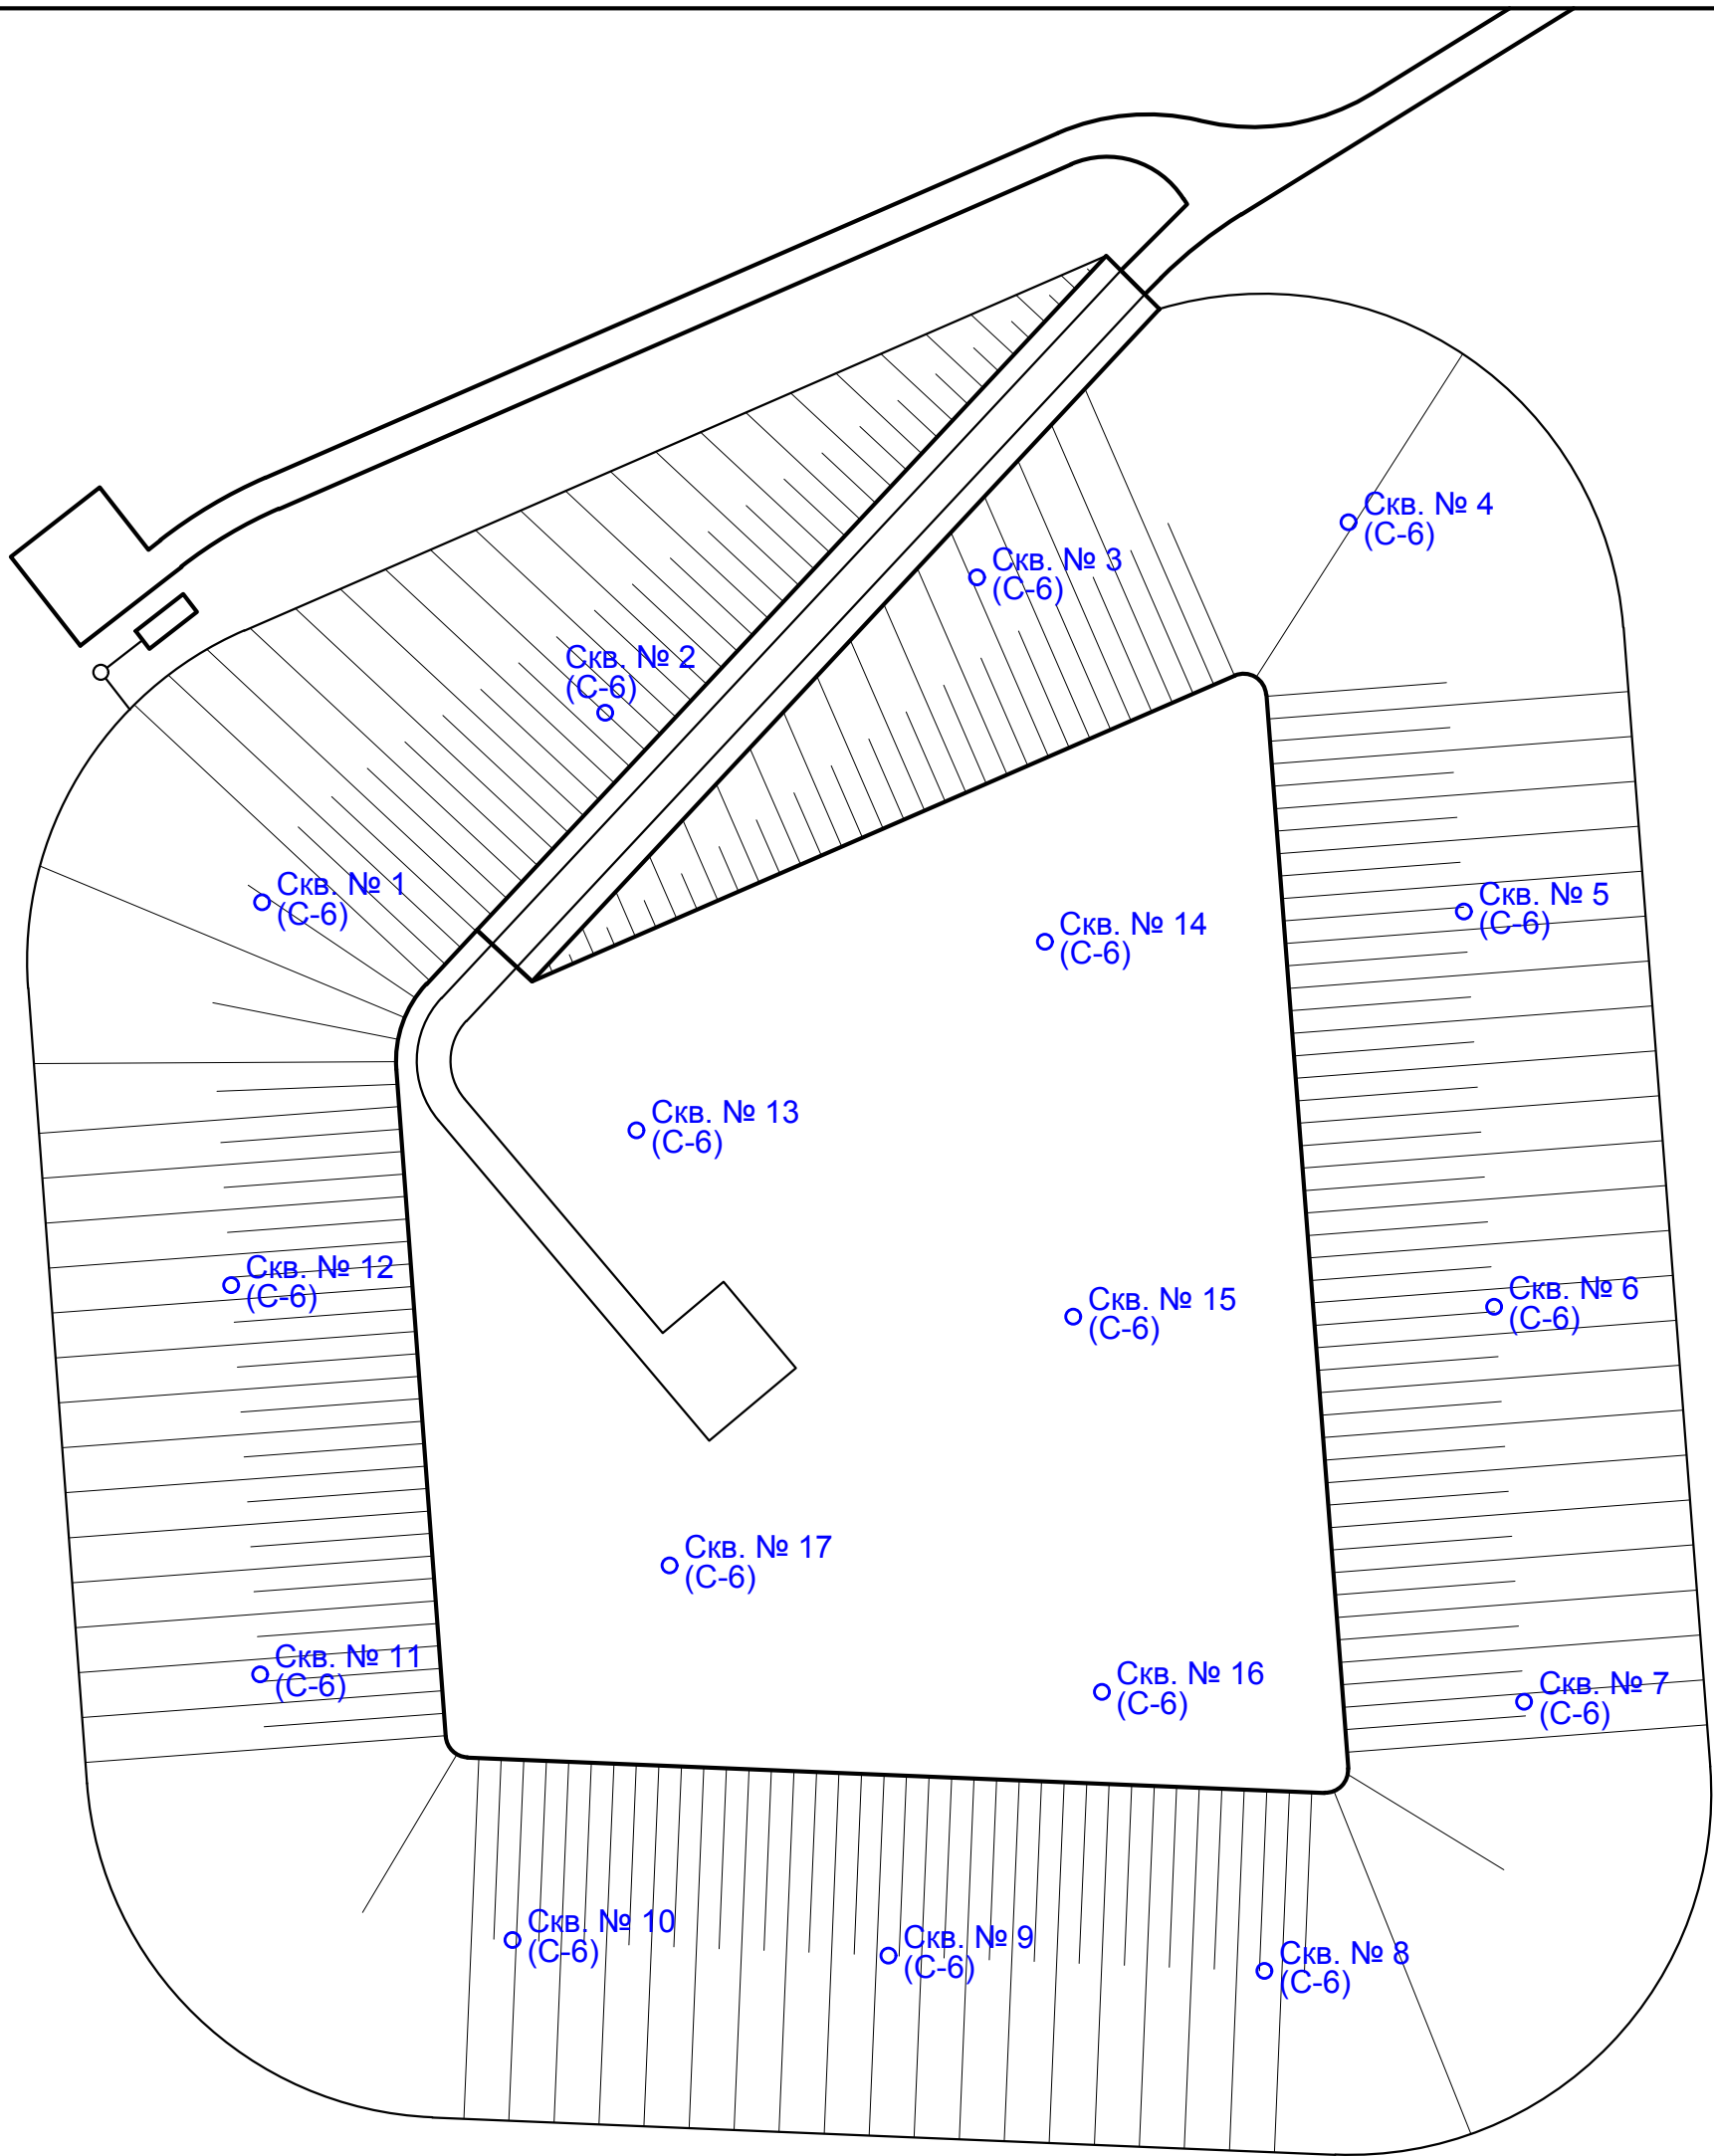 Скв. № 4
(С-6)
Скв. № 3
(С-6)
Скв. № 2
(С-6)
Скв. № 1
(С-6)
Скв. № 5
(С-6)
Скв. № 14
(С-6)
Скв. № 13
(С-6)
Скв. № 12
(С-6)
Скв. № 6
(С-6)
Скв. № 15
(С-6)
Скв. № 17
(С-6)
Скв. № 11
(С-6)
Скв. № 16
(С-6)
Скв. № 7
(С-6)
Скв. № 10
(С-6)
Скв. № 9
(С-6)
Скв. № 8
(С-6)